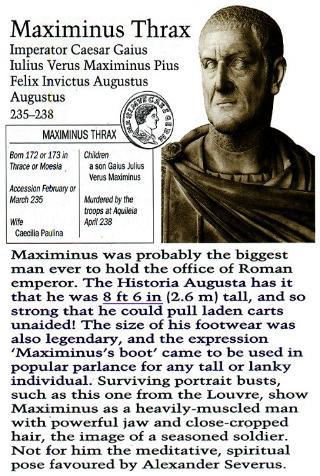 Maximinus Thrax
Imperator Caesar Gaius
Iulius Verus Maximinus Pius
Felix Invictus Augustus
Augustus
235–238
MAXIMINUS THRAX
Born 172 or 173 in
Thrace or Moesia
Accession February or
March 235
Wife
Caecilia Paulina
Children
a son Gaius Julius
Verus Maximinus
Murdered by the
troops at Aquileia
April 238
Maximinus was probably the biggest
man ever to hold the office of Roman
emperor. The Historia Augusta has it
that he was 8 ft 6 in (2.6 m) tall, and so
strong that he could pull laden carts
unaided! The size of his footwear was
also legendary, and the expression
'Maximinus's boot' came to be used in
popular parlance for any tall or lanky
individual. Surviving portrait busts,
such as this one from the Louvre, show
Maximus as a heavily-muscled man
with powerful jaw and close-cropped
hair, the image of a seasoned soldier.
Not for him the meditative, spiritual
pose favoured by Alexander Severus.